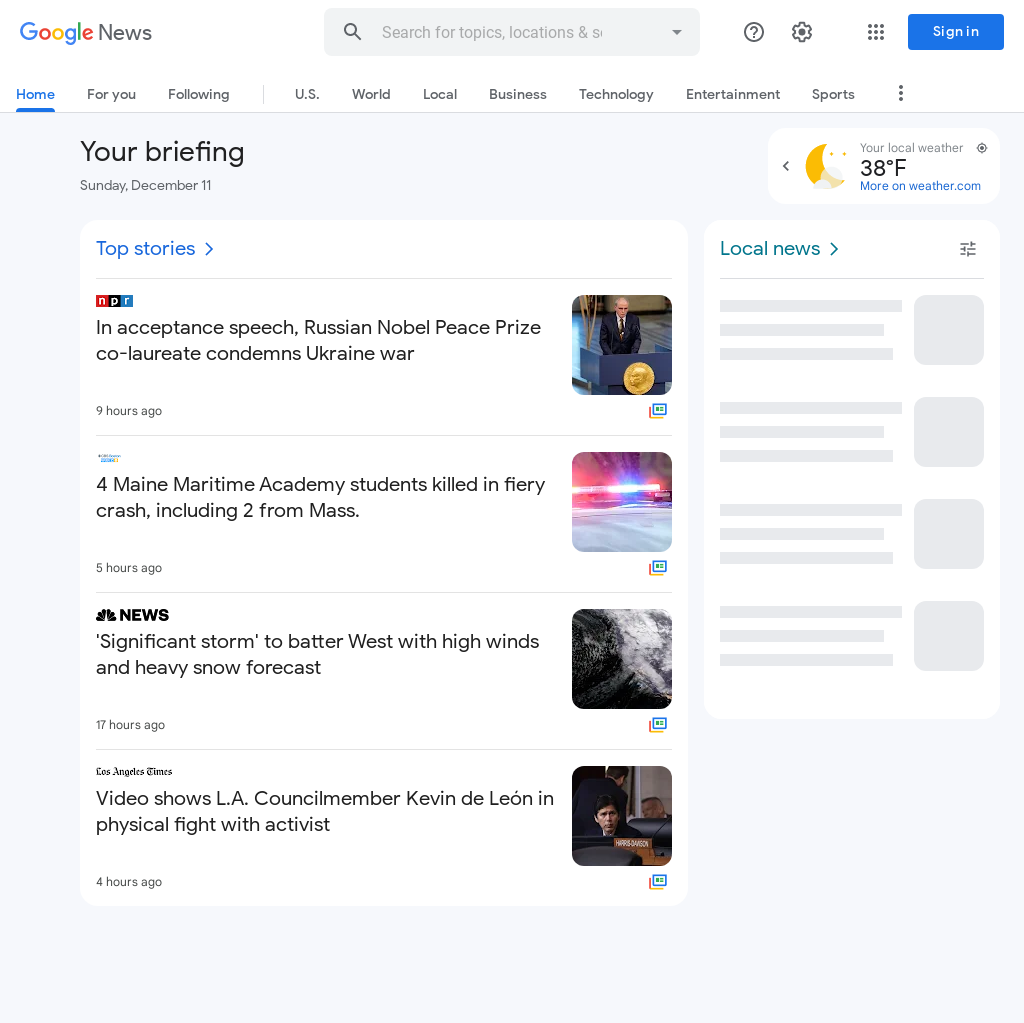 Google News
Search for topics, locations & so
Sign in
Home
For you
Following
U.S.
World
Local
Business
Technology
Entertainment
Sports
Your briefing
Sunday, December 11
Your local weather
38°F
More on weather.com
Top stories
Local news
npr
In acceptance speech, Russian Nobel Peace Prize
co-laureate condemns Ukraine war
9 hours ago
4 Maine Maritime Academy students killed in fiery
crash, including 2 from Mass.
5 hours ago
NEWS
'Significant storm' to batter West with high winds
and heavy snow forecast
17 hours ago
Los Angeles Times
Video shows L.A. Councilmember Kevin de León in
physical fight with activist
HARRIS-DAWSON
4 hours ago